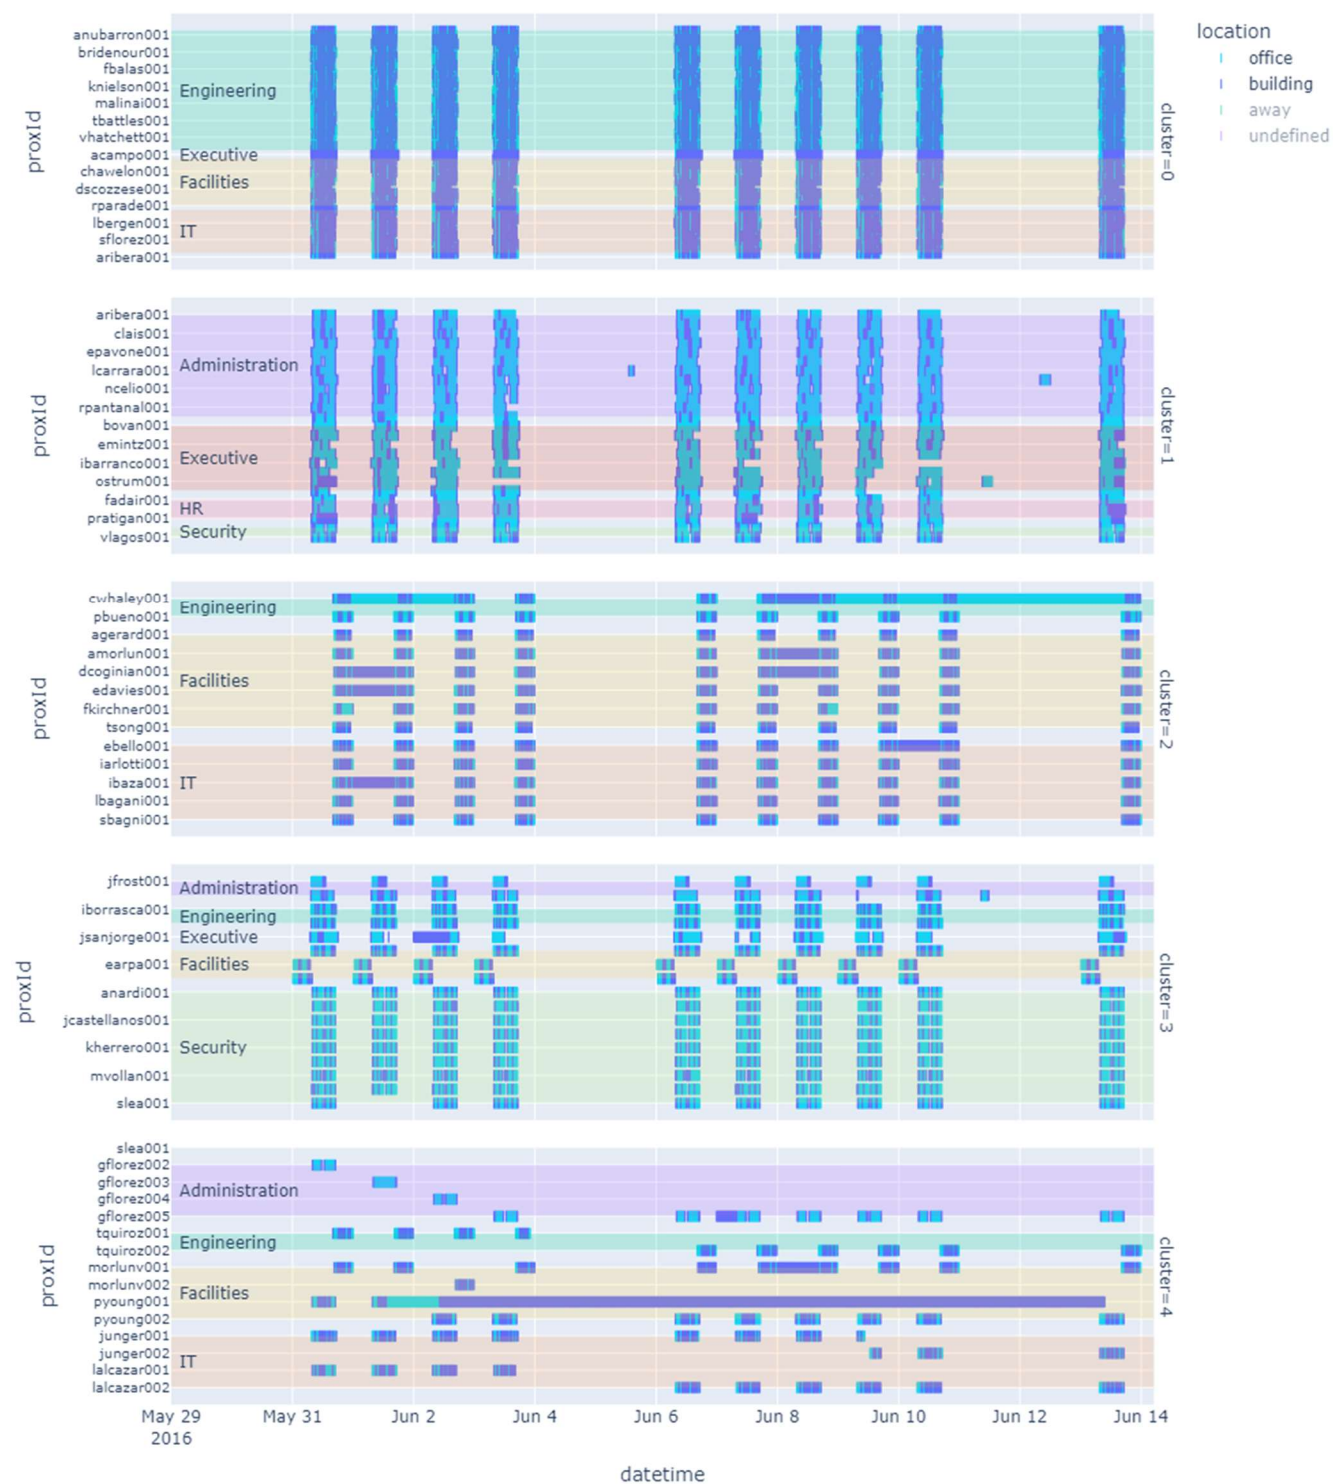 location
office
building
away
undefined
proxId
anubarron001
bridenour001
fbalas001
knielson001
malinai001
tbattles001
vhatchett001
acampo001
chawelon001
dscozzese001
rparade001
lbergen001
sflorez001
aribera001
Engineering
Executive
Facilities
IT
cluster=0
proxId
aribera001
clais001
epavone001
lcarrara001
ncelio001
rpantanal001
bovan001
emintz001
ibarranco001
ostrum001
fadair001
pratigan001
vlagos001
Administration
Executive
HR
Security
cluster=1
proxId
cwhaley001
pbueno001
agerard001
amorlun001
dcoginian001
edavies001
fkirchner001
tsong001
ebello001
iarlotti001
ibaza001
lbagani001
sbagni001
Engineering
Facilities
IT
cluster=2
proxId
jfrost001
iborrasca001
jsanjorge001
earpa001
anardi001
jcastellanos001
kherrero001
mvollan001
slea001
Administration
Engineering
Executive
Facilities
Security
cluster=3
proxId
slea001
gflorez002
gflorez003
gflorez004
gflorez005
tquiroz001
tquiroz002
morlunv001
morlunv002
pyoung001
pyoung002
junger001
junger002
lalcazar001
lalcazar002
Administration
Engineering
Facilities
IT
cluster=4
May 29 May 31 Jun 2 Jun 4 Jun 6 Jun 8 Jun 10 Jun 12 Jun 14
2016
datetime